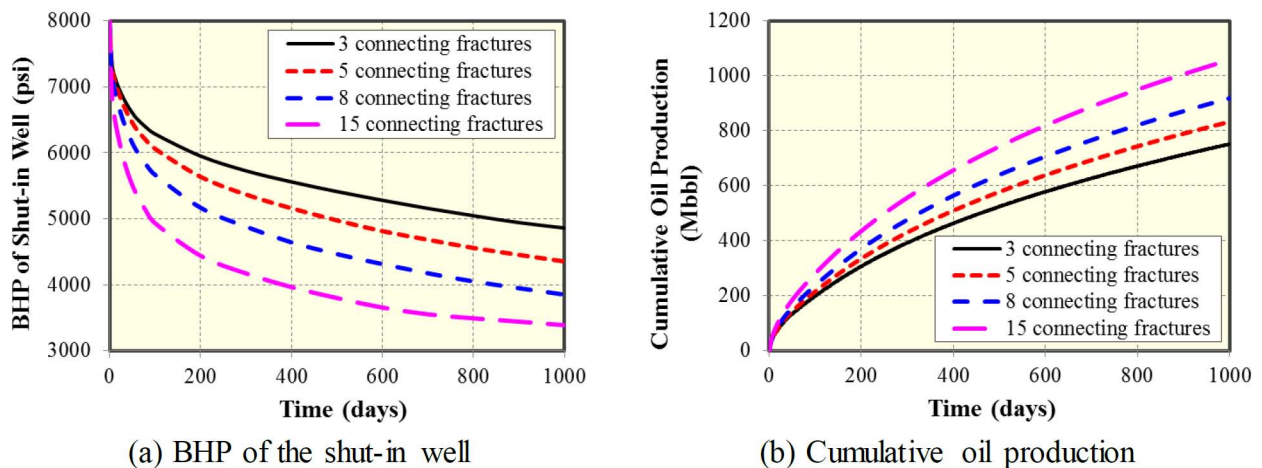 8000
7000
6000
5000
4000
3000
BHP of Shut-in Well (psi)
3 connecting fractures
5 connecting fractures
8 connecting fractures
15 connecting fractures
0 200 400 600 800 1000
Time (days)
(a) BHP of the shut-in well
1200
1000
800
600
400
200
0
Cumulative Oil Production
(Mbbl)
3 connecting fractures
5 connecting fractures
8 connecting fractures
15 connecting fractures
0 200 400 600 800 1000
Time (days)
(b) Cumulative oil production